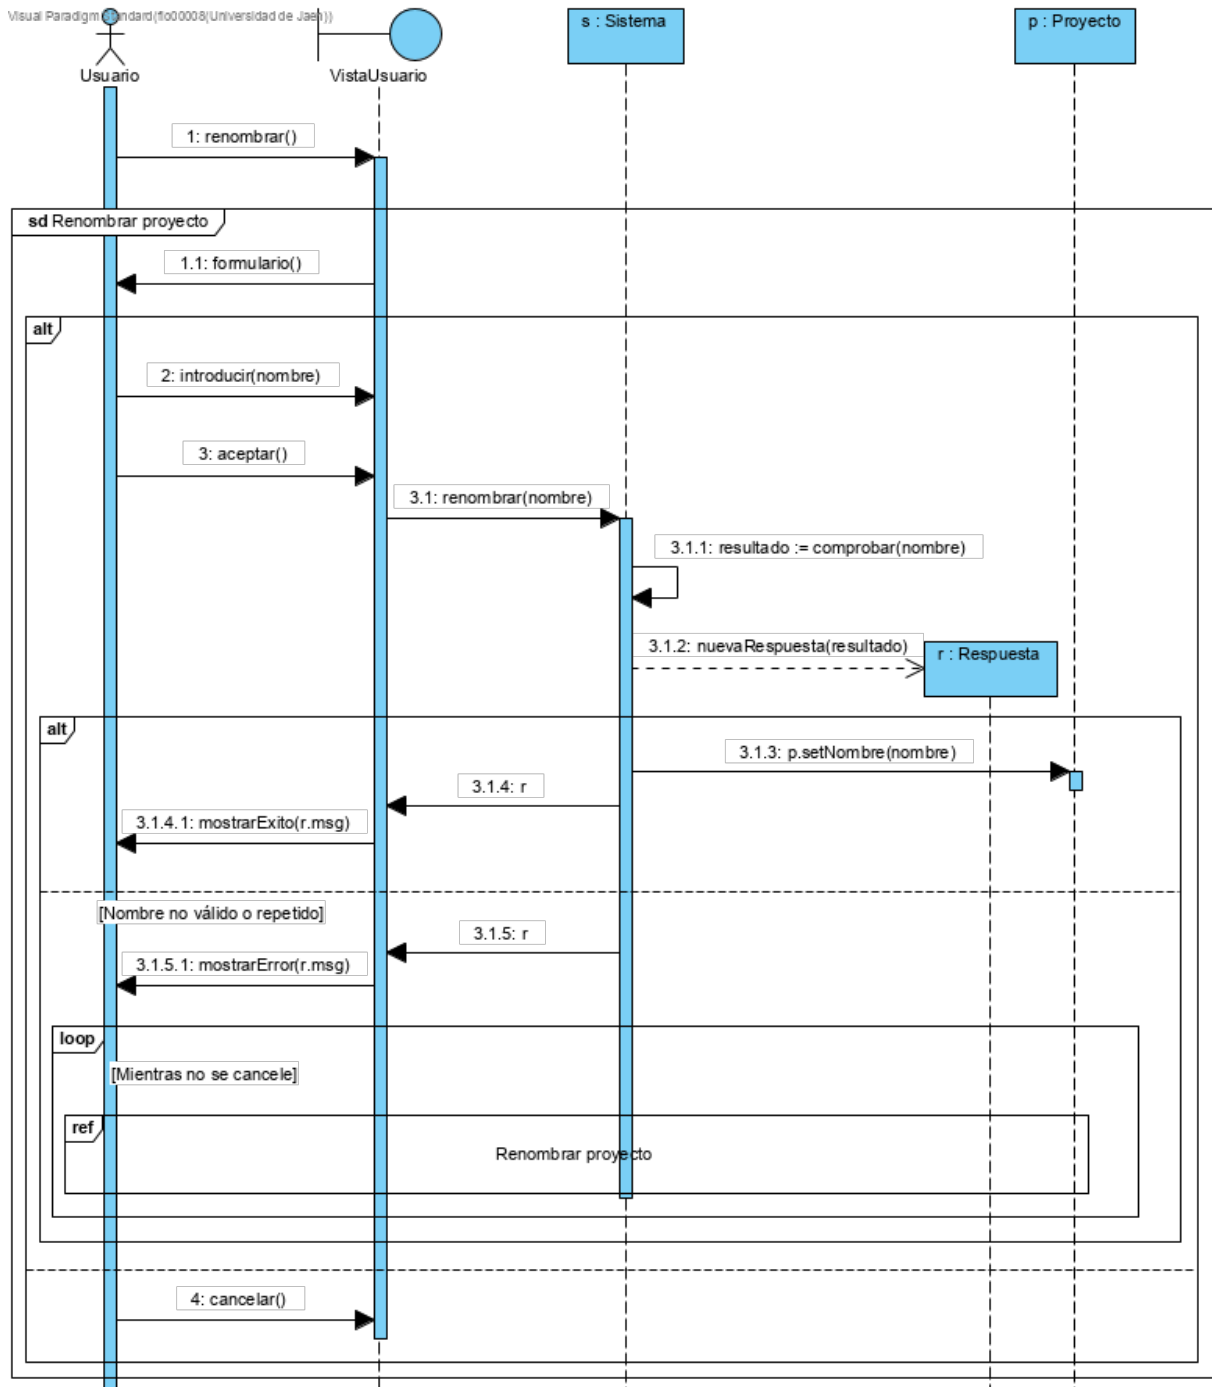 Visual Paradigm Standard(flo00008(Universidad de Jaen))
s : Sistema
p : Proyecto
Usuario
VistaUsuario
1: renombrar()
sd Renombrar proyecto
1.1: formulario()
alt
2: introducir(nombre)
3: aceptar()
3.1: renombrar(nombre)
3.1.1: resultado := comprobar(nombre)
3.1.2: nuevaRespuesta(resultado)
r : Respuesta
alt
3.1.3: p.setNombre(nombre)
3.1.4: r
3.1.4.1: mostrarExito(r.msg)
[Nombre no válido o repetido]
3.1.5: r
3.1.5.1: mostrarError(r.msg)
loop
[Mientras no se cancele]
ref
Renombrar proyecto
4: cancelar()